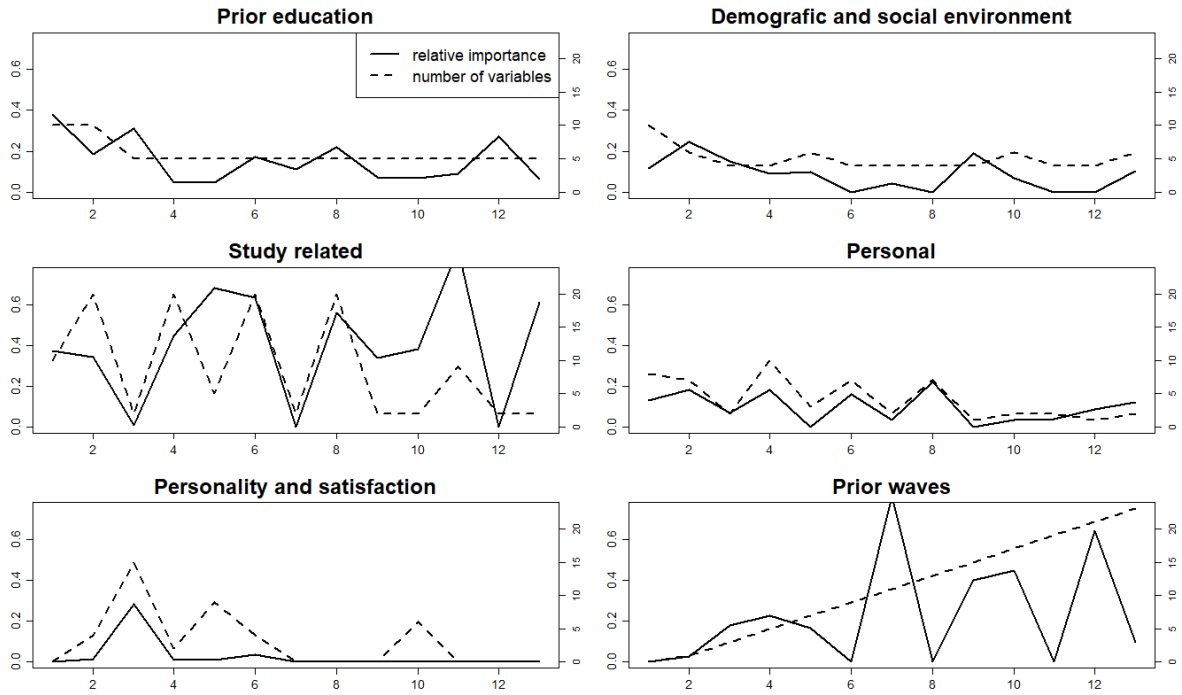 Prior education
relative importance
number of variables
0.0 0.2 0.4 0.6
0 5 10 15 20
2 4 6 8 10 12
Demografic and social environment
0.0 0.2 0.4 0.6
0 5 10 15 20
2 4 6 8 10 12
Study related
0.0 0.2 0.4 0.6
0 5 10 15 20
2 4 6 8 10 12
Personal
0.0 0.2 0.4 0.6
0 5 10 15 20
2 4 6 8 10 12
Personality and satisfaction
0.0 0.2 0.4 0.6
0 5 10 15 20
2 4 6 8 10 12
Prior waves
0.0 0.2 0.4 0.6
0 5 10 15 20
2 4 6 8 10 12